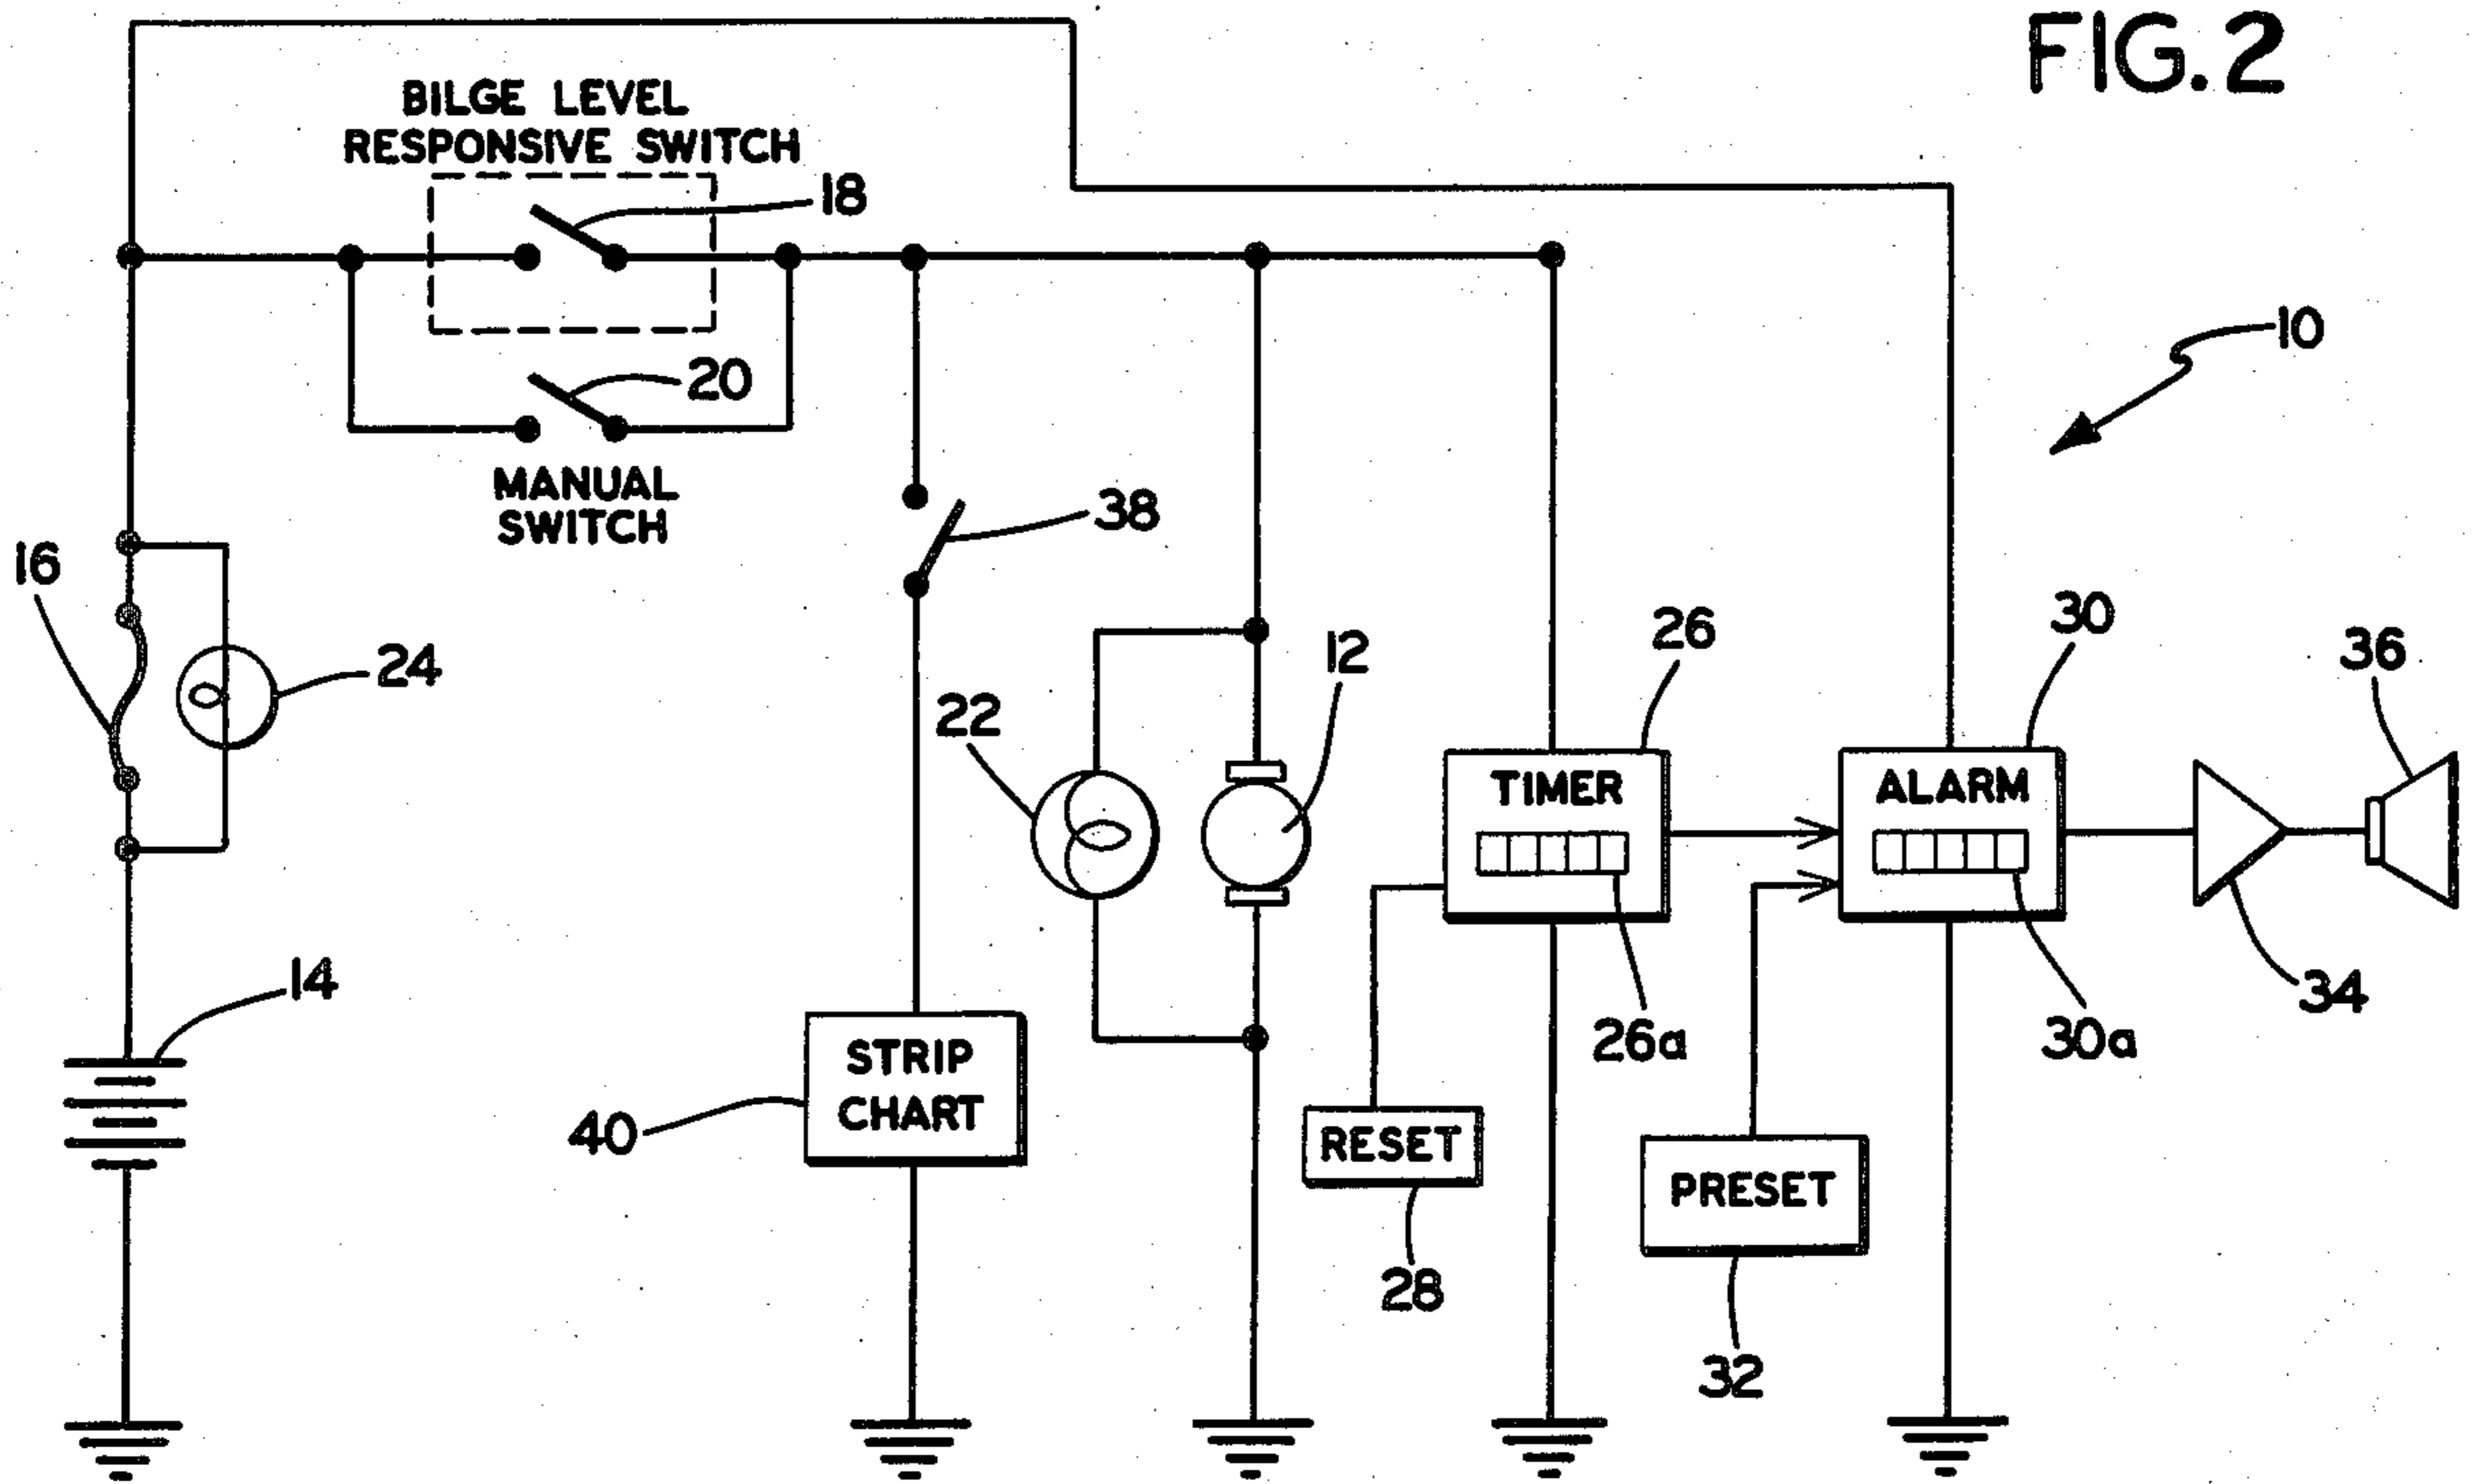 FIG. 2
BILGE LEVEL
RESPONSIVE SWITCH
18
10
20
MANUAL
SWITCH
38
16
24
22
12
26
30
36
TIMER
ALARM
14
26a
30a
34
STRIP
CHART
40
RESET
PRESET
28
32